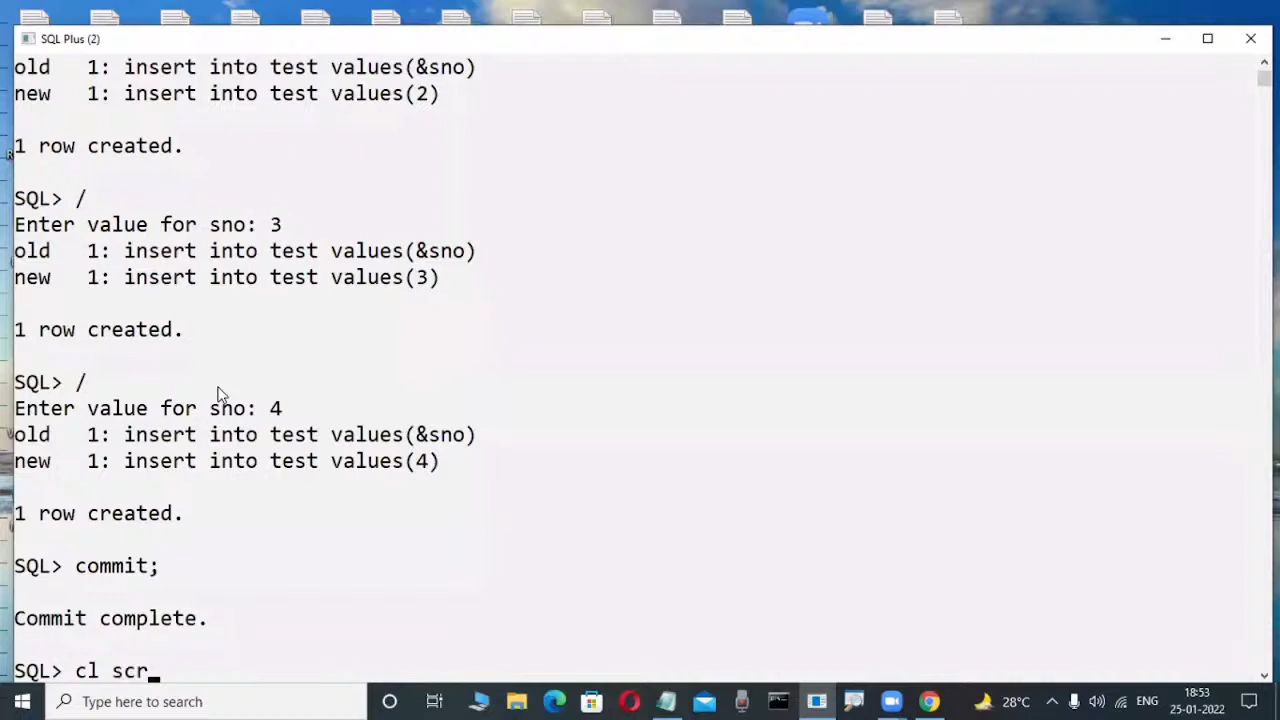 SQL Plus (2)
old   1: insert into test values(&sno)
new   1: insert into test values(2)
1 row created.
SQL> /
Enter value for sno: 3
old   1: insert into test values(&sno)
new   1: insert into test values(3)
1 row created.
SQL> /
Enter value for sno: 4
old   1: insert into test values(&sno)
new   1: insert into test values(4)
1 row created.
SQL> commit;
Commit complete.
SQL> cl scr
Type here to search
28°C
ENG
18:53
25-01-2022